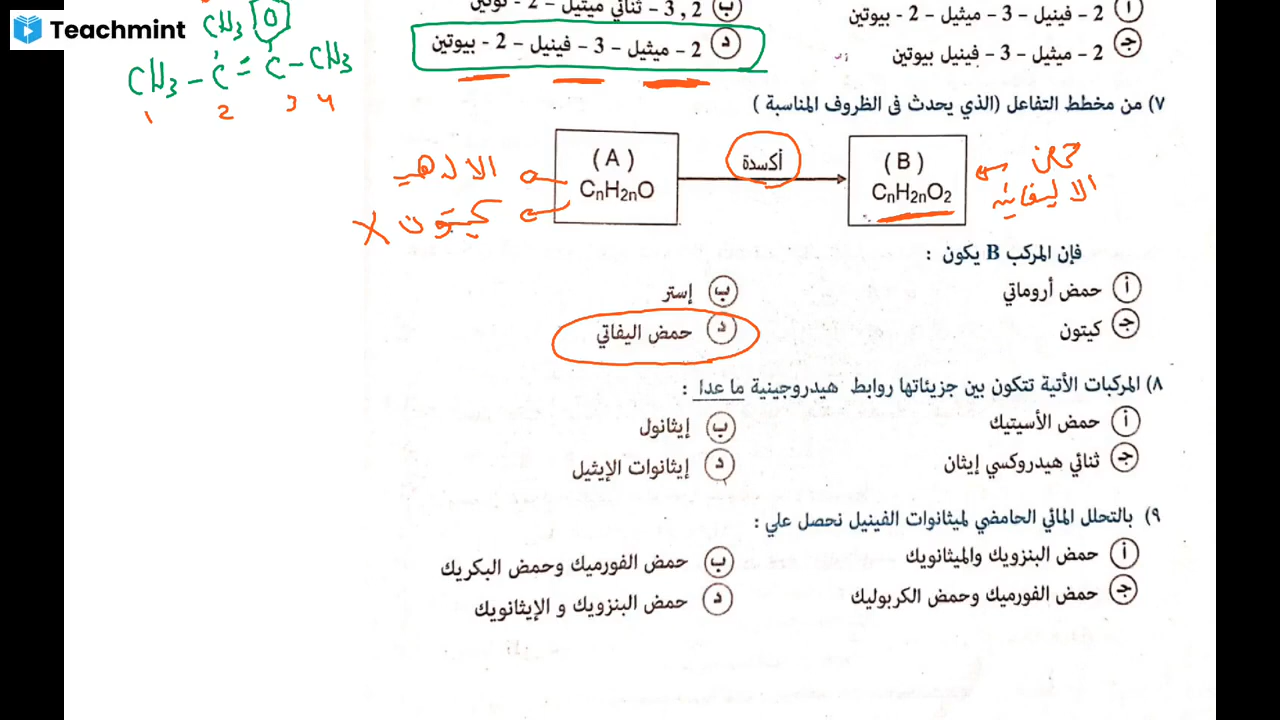 Teachmint
أ 2 - فينيل - 3 - ميثيل - 2 - بيوتين
ب 2 , 3 - ثنائي ميثيل - 2 -
ج 2 - ميثيل - 3 - فينيل بيوتين
د 2 - ميثيل - 3 - فينيل - 2 - بيوتين
CH3
CH3 - C = C - CH3
1 2 3 4
٧) من مخطط التفاعل (الذي يحدث فى الظروف المناسبة )
(A)
CnH2nO
أكسدة
(B)
CnH2nO2
الالدهيد
كيتون X
حمض
فإن المركب B يكون :
أ حمض أروماتي
ب إستر
ج كيتون
د حمض اليفاتي
٨) المركبات الأتية تتكون بين جزيئاتها روابط هيدروجينية ما عدا :
أ حمض الأسيتيك
ب إيثانول
ج ثنائي هيدروكسي إيثان
د إيثانوات الإيثيل
٩) بالتحلل المائي الحامضي لميثانوات الفينيل نحصل علي :
أ حمض البنزويك والميثانويك
ب حمض الفورميك وحمض البكريك
ج حمض الفورميك وحمض الكربوليك
د حمض البنزويك و الإيثانويك